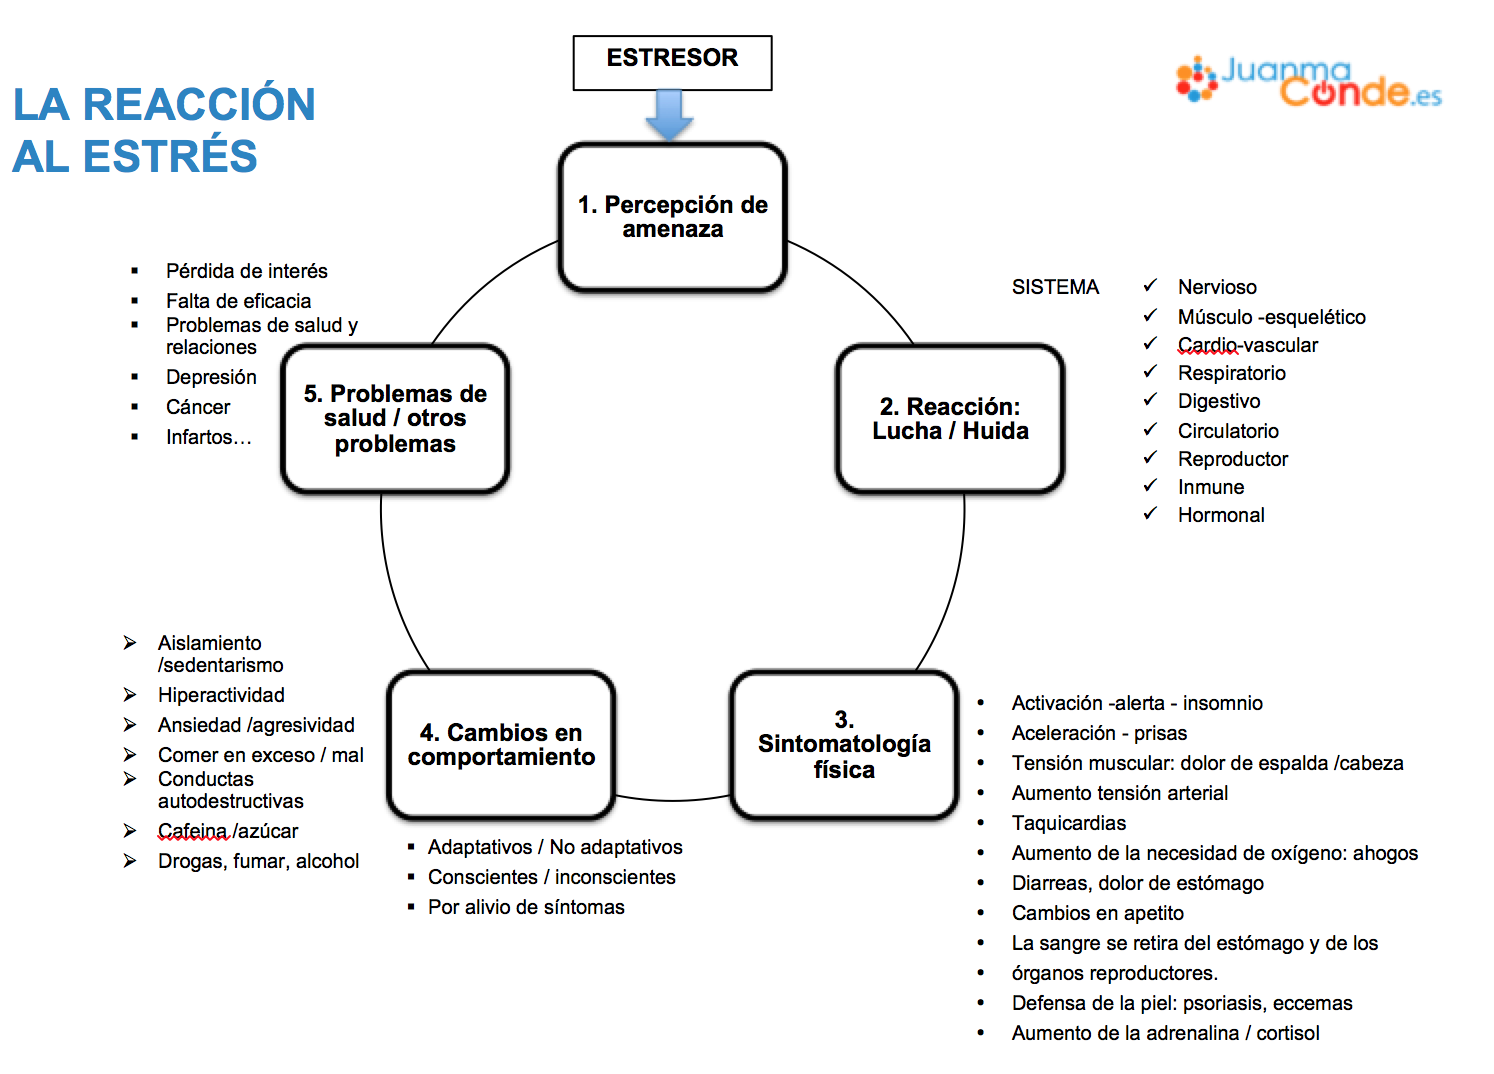 LA REACCIÓN
AL ESTRÉS
ESTRESOR
Juanma
Conde.es
1. Percepción de
amenaza
SISTEMA
Nervioso
Músculo -esquelético
Cardio-vascular
Respiratorio
Digestivo
Circulatorio
Reproductor
Inmune
Hormonal
2. Reacción:
Lucha / Huida
3.
Sintomatología
física
Activación -alerta - insomnio
Aceleración - prisas
Tensión muscular: dolor de espalda /cabeza
Aumento tensión arterial
Taquicardias
Aumento de la necesidad de oxígeno: ahogos
Diarreas, dolor de estómago
Cambios en apetito
La sangre se retira del estómago y de los
órganos reproductores.
Defensa de la piel: psoriasis, eccemas
Aumento de la adrenalina / cortisol
4. Cambios en
comportamiento
Adaptativos / No adaptativos
Conscientes / inconscientes
Por alivio de síntomas
Aislamiento
/sedentarismo
Hiperactividad
Ansiedad /agresividad
Comer en exceso / mal
Conductas
autodestructivas
Cafeina /azúcar
Drogas, fumar, alcohol
5. Problemas de
salud / otros
problemas
Pérdida de interés
Falta de eficacia
Problemas de salud y
relaciones
Depresión
Cáncer
Infartos…